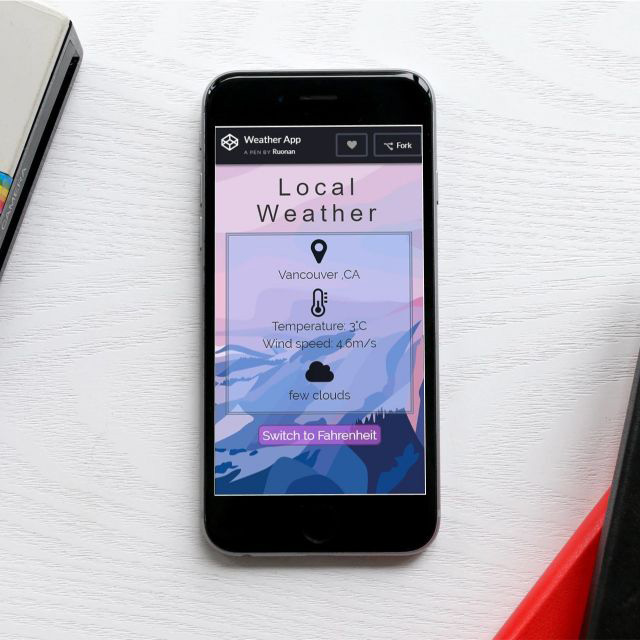 Weather App
A PEN BY Ruonan
Fork
Local
Weather
Vancouver ,CA
Temperature: 3°C
Wind speed: 4.6m/s
few clouds
Switch to Fahrenheit